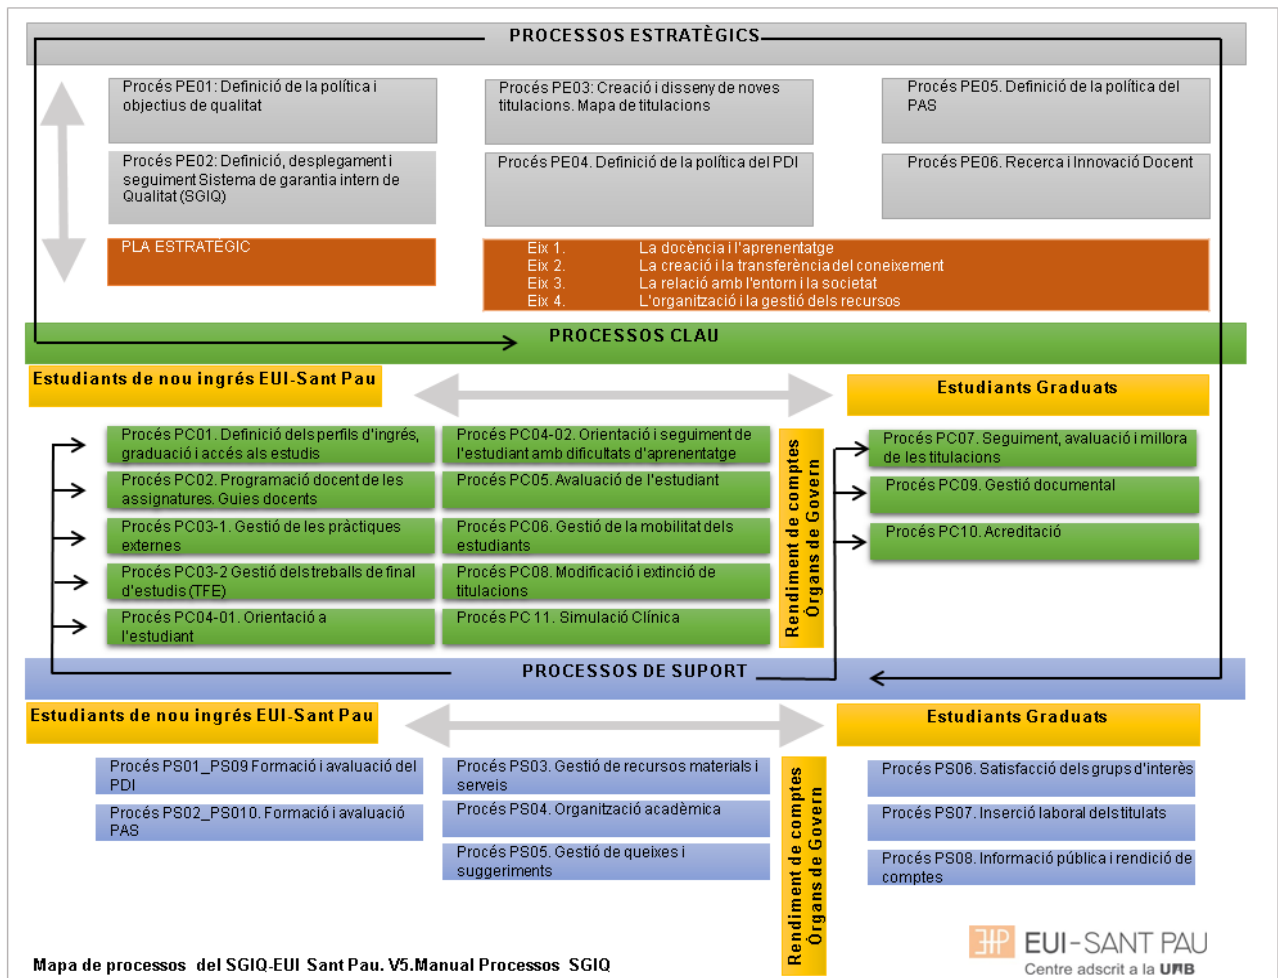 PROCESSOS ESTRATÈGICS
Procés PE01: Definició de la política i
objectius de qualitat
Procés PE03: Creació i disseny de noves
titulacions. Mapa de titulacions
Procés PE05. Definició de la política del
PAS
Procés PE02: Definició, desplegament i
seguiment Sistema de garantia intern de
Qualitat (SGIQ)
Procés PE04. Definició de la política del PDI
Procés PE06. Recerca i Innovació Docent
PLA ESTRATÈGIC
Eix 1. La docència i l'aprenentatge
Eix 2. La creació i la transferència del coneixement
Eix 3. La relació amb l'entorn i la societat
Eix 4. L'organització i la gestió dels recursos
PROCESSOS CLAU
Estudiants de nou ingrés EUI-Sant Pau
Estudiants Graduats
Procés PC01. Definició dels perfils d'ingrés,
graduació i accés als estudis
Procés PC02. Programació docent de les
assignatures. Guies docents
Procés PC03-1. Gestió de les pràctiques
externes
Procés PC03-2 Gestió dels treballs de final
d'estudis (TFE)
Procés PC04-01. Orientació a
l'estudiant
Procés PC04-02. Orientació i seguiment de
l'estudiant amb dificultats d'aprenentatge
Procés PC05. Avaluació de l'estudiant
Procés PC06. Gestió de la mobilitat dels
estudiants
Procés PC08. Modificació i extinció de
titulacions
Procés PC 11. Simulació Clínica
Rendiment de comptes
Òrgans de Govern
Procés PC07. Seguiment, avaluació i millora
de les titulacions
Procés PC09. Gestió documental
Procés PC10. Acreditació
PROCESSOS DE SUPORT
Estudiants de nou ingrés EUI-Sant Pau
Estudiants Graduats
Procés PS01_PS09 Formació i avaluació del
PDI
Procés PS02_PS010. Formació i avaluació
PAS
Procés PS03. Gestió de recursos materials i
serveis
Procés PS04. Organització acadèmica
Procés PS05. Gestió de queixes i
suggeriments
Rendiment de comptes
Òrgans de Govern
Procés PS06. Satisfacció dels grups d'interès
Procés PS07. Inserció laboral dels titulats
Procés PS08. Informació pública i rendició de
comptes
EUI-SANT PAU
Centre adscrit a la UAB
Mapa de processos del SGIQ-EUI Sant Pau. V5.Manual Processos SGIQ